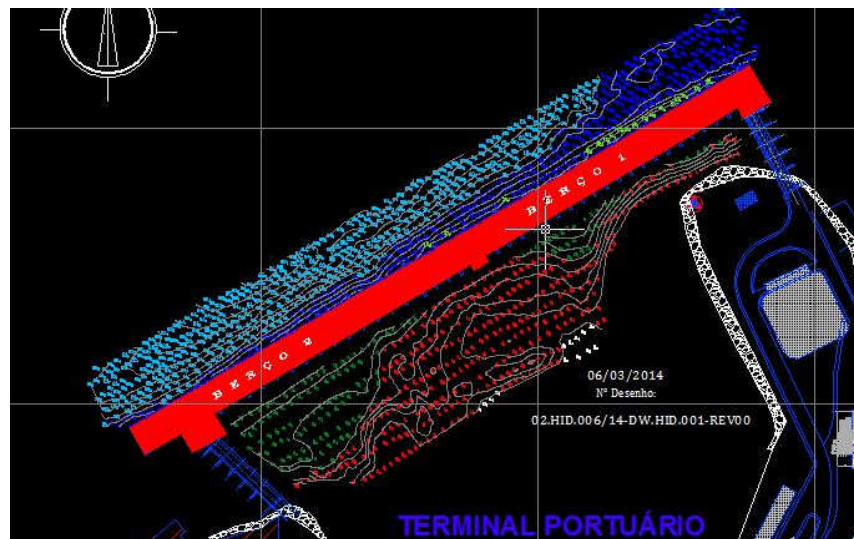 BERÇO 1
BERÇO 2
06/03/2014
Nº Desenho:
02.HID.006/14-DW.HID.001-REV00
TERMINAL PORTUÁRIO